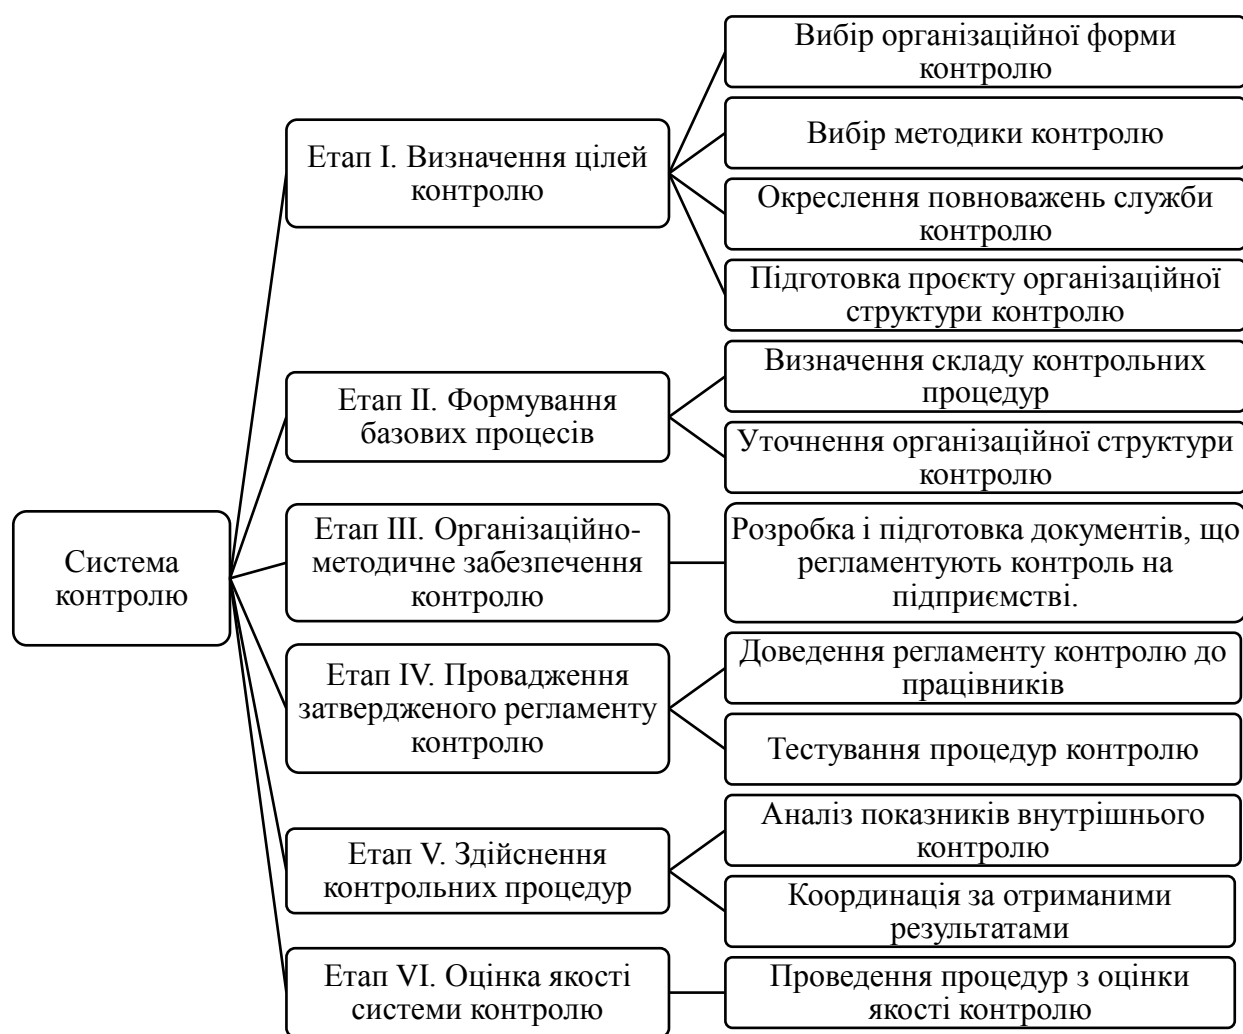 Система
контролю
Етап I. Визначення цілей
контролю
Вибір організаційної форми
контролю
Вибір методики контролю
Окреслення повноважень служби
контролю
Підготовка проєкту організаційної
структури контролю
Етап II. Формування
базових процесів
Визначення складу контрольних
процедур
Уточнення організаційної структури
контролю
Етап III. Організаційно-
методичне забезпечення
контролю
Розробка і підготовка документів, що
регламентують контроль на
підприємстві.
Етап IV. Провадження
затвердженого регламенту
контролю
Доведення регламенту контролю до
працівників
Тестування процедур контролю
Етап V. Здійснення
контрольних процедур
Аналіз показників внутрішнього
контролю
Координація за отриманими
результатами
Етап VI. Оцінка якості
системи контролю
Проведення процедур з оцінки
якості контролю